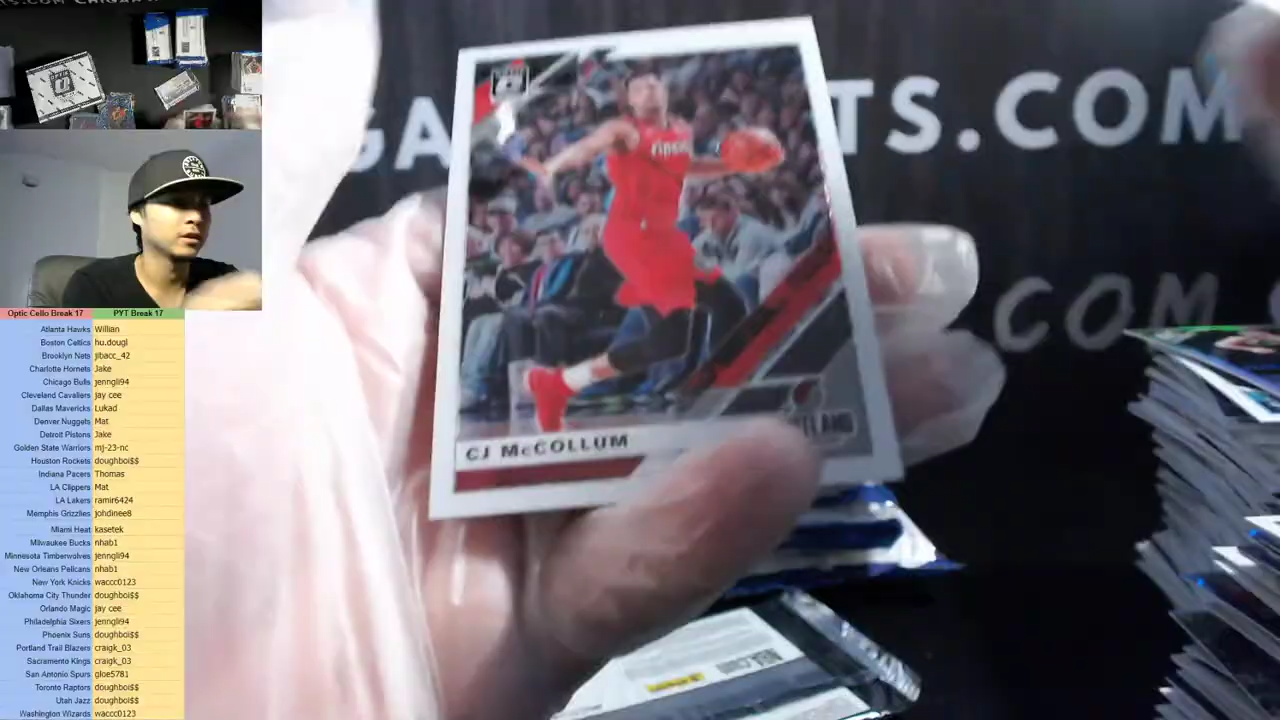 TS.COM
COM
CJ McCOLLUM
Optic Cello Break 17 PYT Break 17
Atlanta Hawks Willian
Boston Celtics hu.dougl
Brooklyn Nets jibacc_42
Charlotte Hornets Jake
Chicago Bulls jenngli94
Cleveland Cavaliers jay cee
Dallas Mavericks Lukad
Denver Nuggets Mat
Detroit Pistons Jake
Golden State Warriors mj-23-nc
Houston Rockets doughboi$$
Indiana Pacers Thomas
LA Clippers Mat
LA Lakers ramir6424
Memphis Grizzlies johdinee8
Miami Heat kasetek
Milwaukee Bucks nhab1
Minnesota Timberwolves jenngli94
New Orleans Pelicans nhab1
New York Knicks waccc0123
Oklahoma City Thunder doughboi$$
Orlando Magic jay cee
Philadelphia Sixers jenngli94
Phoenix Suns doughboi$$
Portland Trail Blazers craigk_03
Sacramento Kings craigk_03
San Antonio Spurs gloe5781
Toronto Raptors doughboi$$
Utah Jazz doughboi$$
Washington Wizards waccc0123